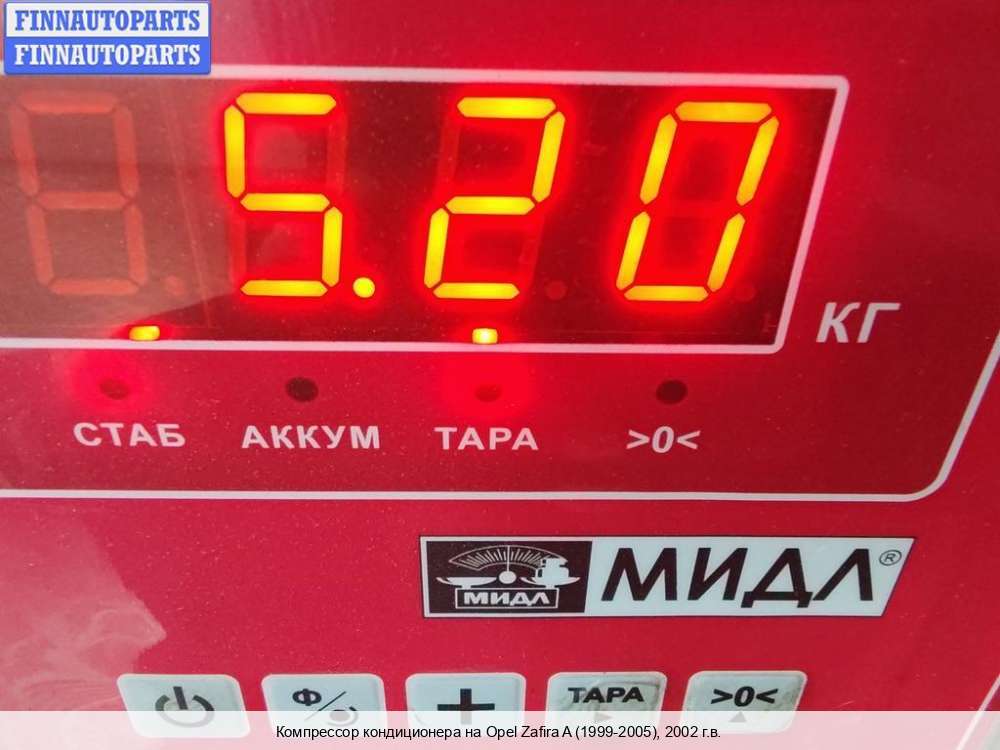 FINNAUTOPARTS
FINNAUTOPARTS
5.20
КГ
СТАБ АККУМ ТАРА >0<
МИДЛ МИДЛ®
Ф/ + ТАРА >0<
Компрессор кондиционера на Opel Zafira A (1999-2005), 2002 г.в.